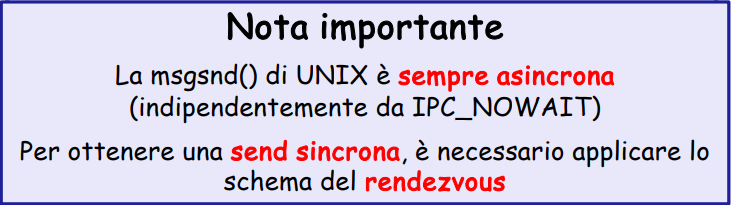 Nota importante
La msgsnd() di UNIX è sempre asincrona
(indipendentemente da IPC_NOWAIT)
Per ottenere una send sincrona, è necessario applicare lo
schema del rendezvous